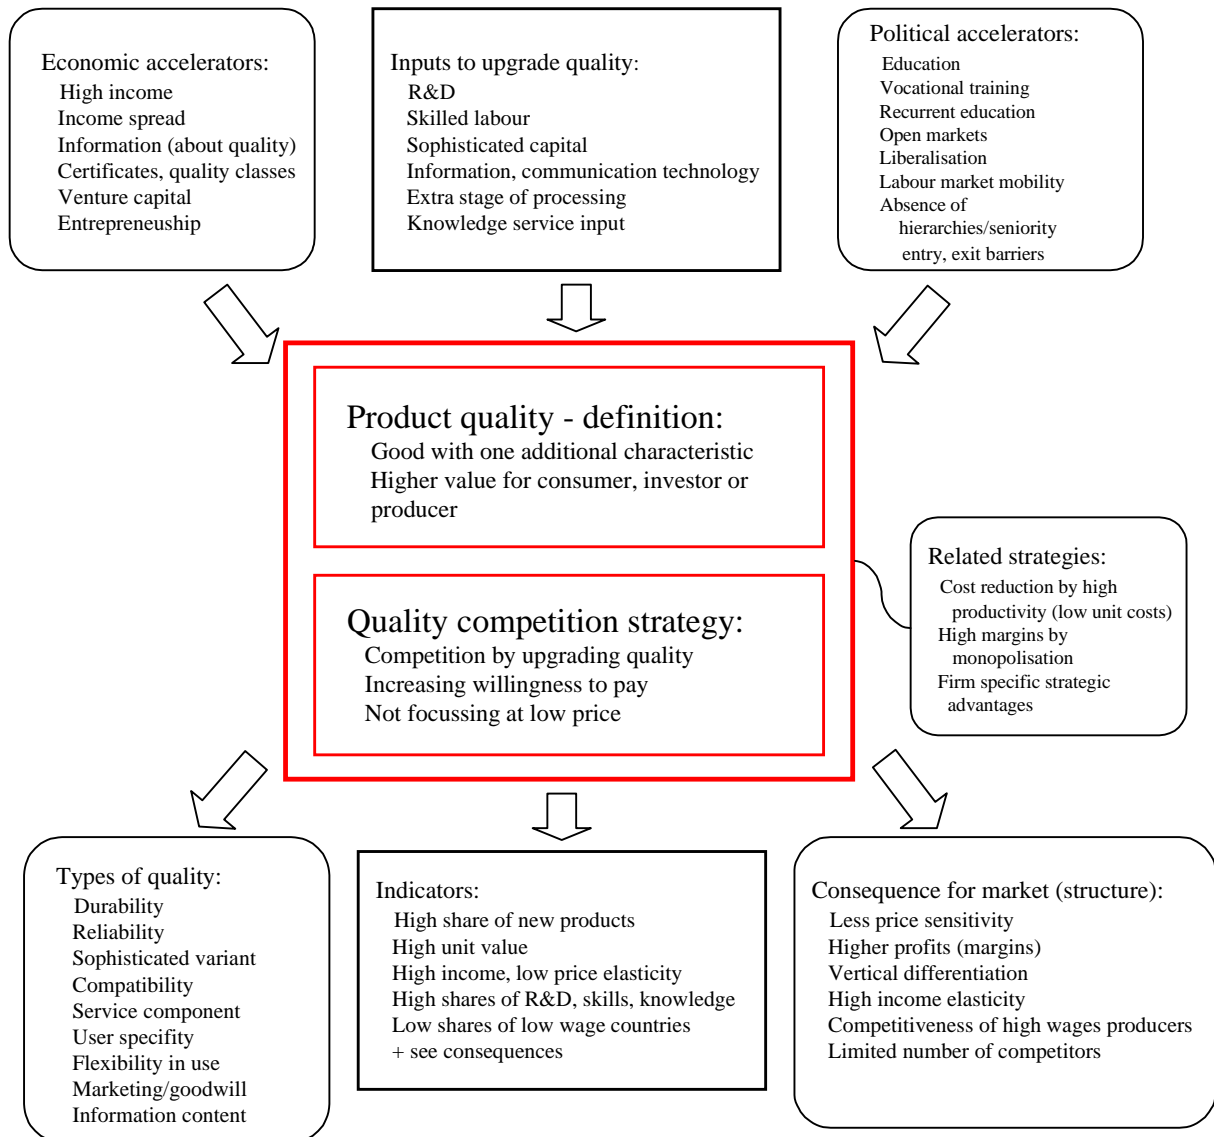 Economic accelerators:
High income
Income spread
Information (about quality)
Certificates, quality classes
Venture capital
Entrepreneuship
Inputs to upgrade quality:
R&D
Skilled labour
Sophisticated capital
Information, communication technology
Extra stage of processing
Knowledge service input
Political accelerators:
Education
Vocational training
Recurrent education
Open markets
Liberalisation
Labour market mobility
Absence of
hierarchies/seniority
entry, exit barriers
Product quality - definition:
Good with one additional characteristic
Higher value for consumer, investor or
producer
Quality competition strategy:
Competition by upgrading quality
Increasing willingness to pay
Not focussing at low price
Related strategies:
Cost reduction by high
productivity (low unit costs)
High margins by
monopolisation
Firm specific strategic
advantages
Types of quality:
Durability
Reliability
Sophisticated variant
Compatibility
Service component
User specifity
Flexibility in use
Marketing/goodwill
Information content
Indicators:
High share of new products
High unit value
High income, low price elasticity
High shares of R&D, skills, knowledge
Low shares of low wage countries
+ see consequences
Consequence for market (structure):
Less price sensitivity
Higher profits (margins)
Vertical differentiation
High income elasticity
Competitiveness of high wages producers
Limited number of competitors